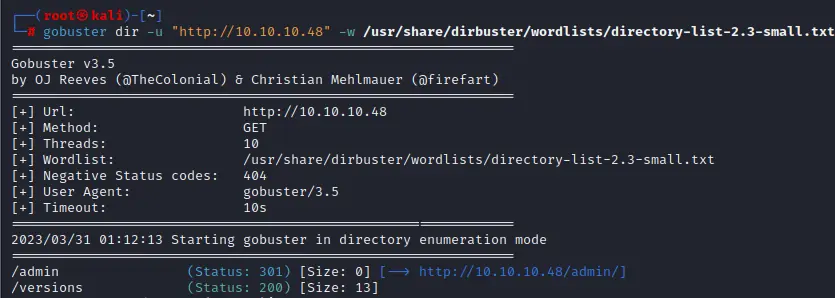 ┌──(root㉿kali)-[~]
└─# gobuster dir -u "http://10.10.10.48" -w /usr/share/dirbuster/wordlists/directory-list-2.3-small.txt
===============================================================
Gobuster v3.5
by OJ Reeves (@TheColonial) & Christian Mehlmauer (@firefart)
===============================================================
[+] Url: http://10.10.10.48
[+] Method: GET
[+] Threads: 10
[+] Wordlist: /usr/share/dirbuster/wordlists/directory-list-2.3-small.txt
[+] Negative Status codes: 404
[+] User Agent: gobuster/3.5
[+] Timeout: 10s
===============================================================
2023/03/31 01:12:13 Starting gobuster in directory enumeration mode
===============================================================
/admin (Status: 301) [Size: 0] [--> http://10.10.10.48/admin/]
/versions (Status: 200) [Size: 13]